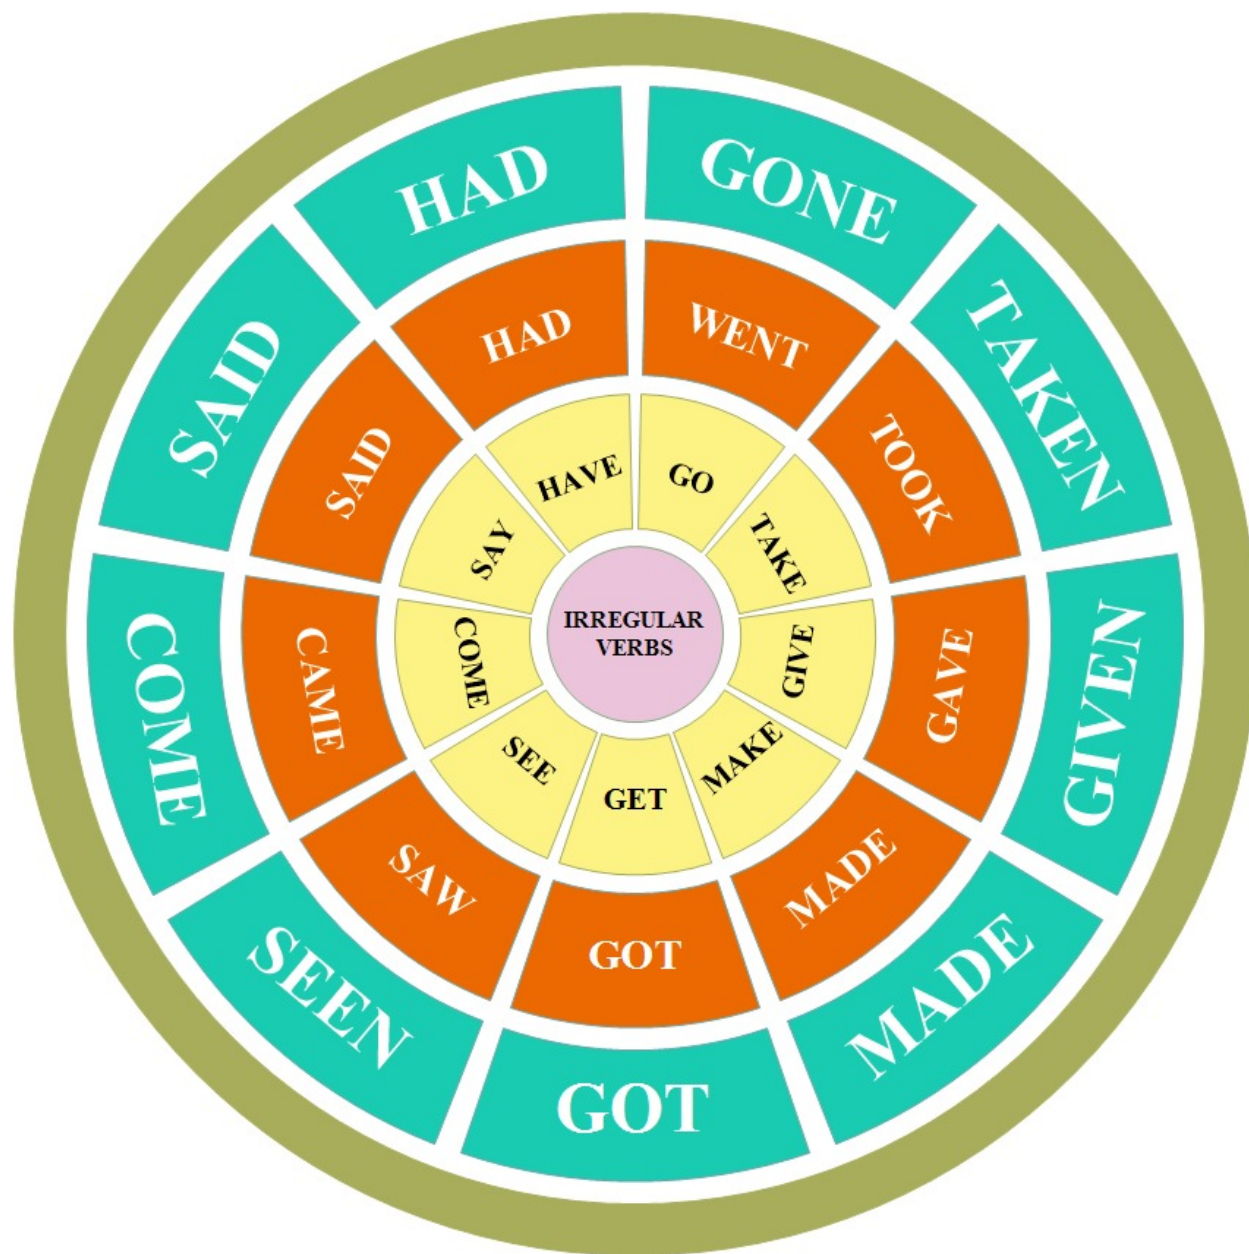 IRREGULAR
VERBS
GO
TAKE
GIVE
MAKE
GET
SEE
COME
SAY
HAVE
WENT
TOOK
GAVE
MADE
GOT
SAW
CAME
SAID
HAD
GONE
TAKEN
GIVEN
MADE
GOT
SEEN
COME
SAID
HAD